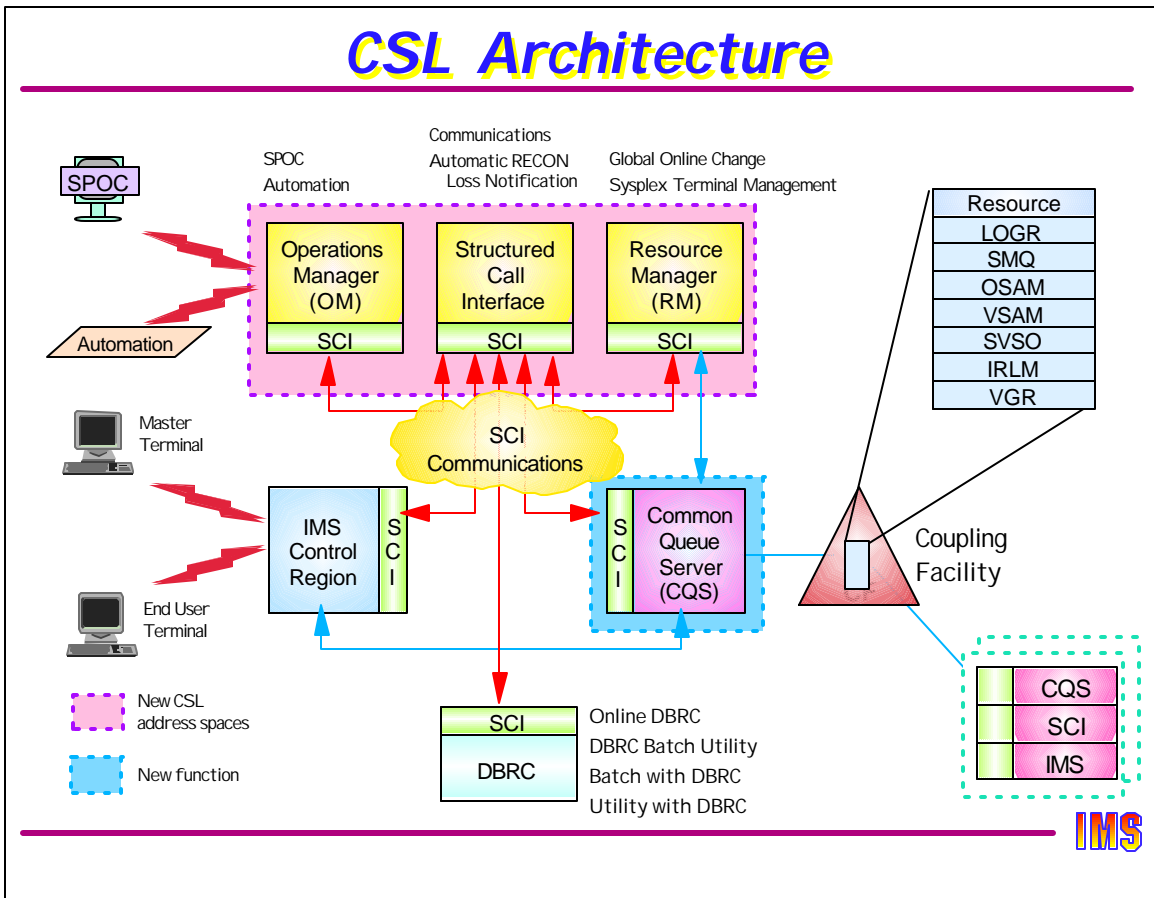 CSL Architecture
SPOC
SPOC
Automation
Communications
Automatic RECON
Loss Notification
Global Online Change
Sysplex Terminal Management
Operations
Manager
(OM)
SCI
Structured
Call
Interface
SCI
Resource
Manager
(RM)
SCI
Automation
Resource
LOGR
SMQ
OSAM
VSAM
SVSO
IRLM
VGR
Master
Terminal
SCI
Communications
IMS
Control
Region
S
C
I
S
C
I
Common
Queue
Server
(CQS)
CF
Coupling
Facility
End User
Terminal
New CSL
address spaces
New function
SCI
DBRC
Online DBRC
DBRC Batch Utility
Batch with DBRC
Utility with DBRC
CQS
SCI
IMS
IMS